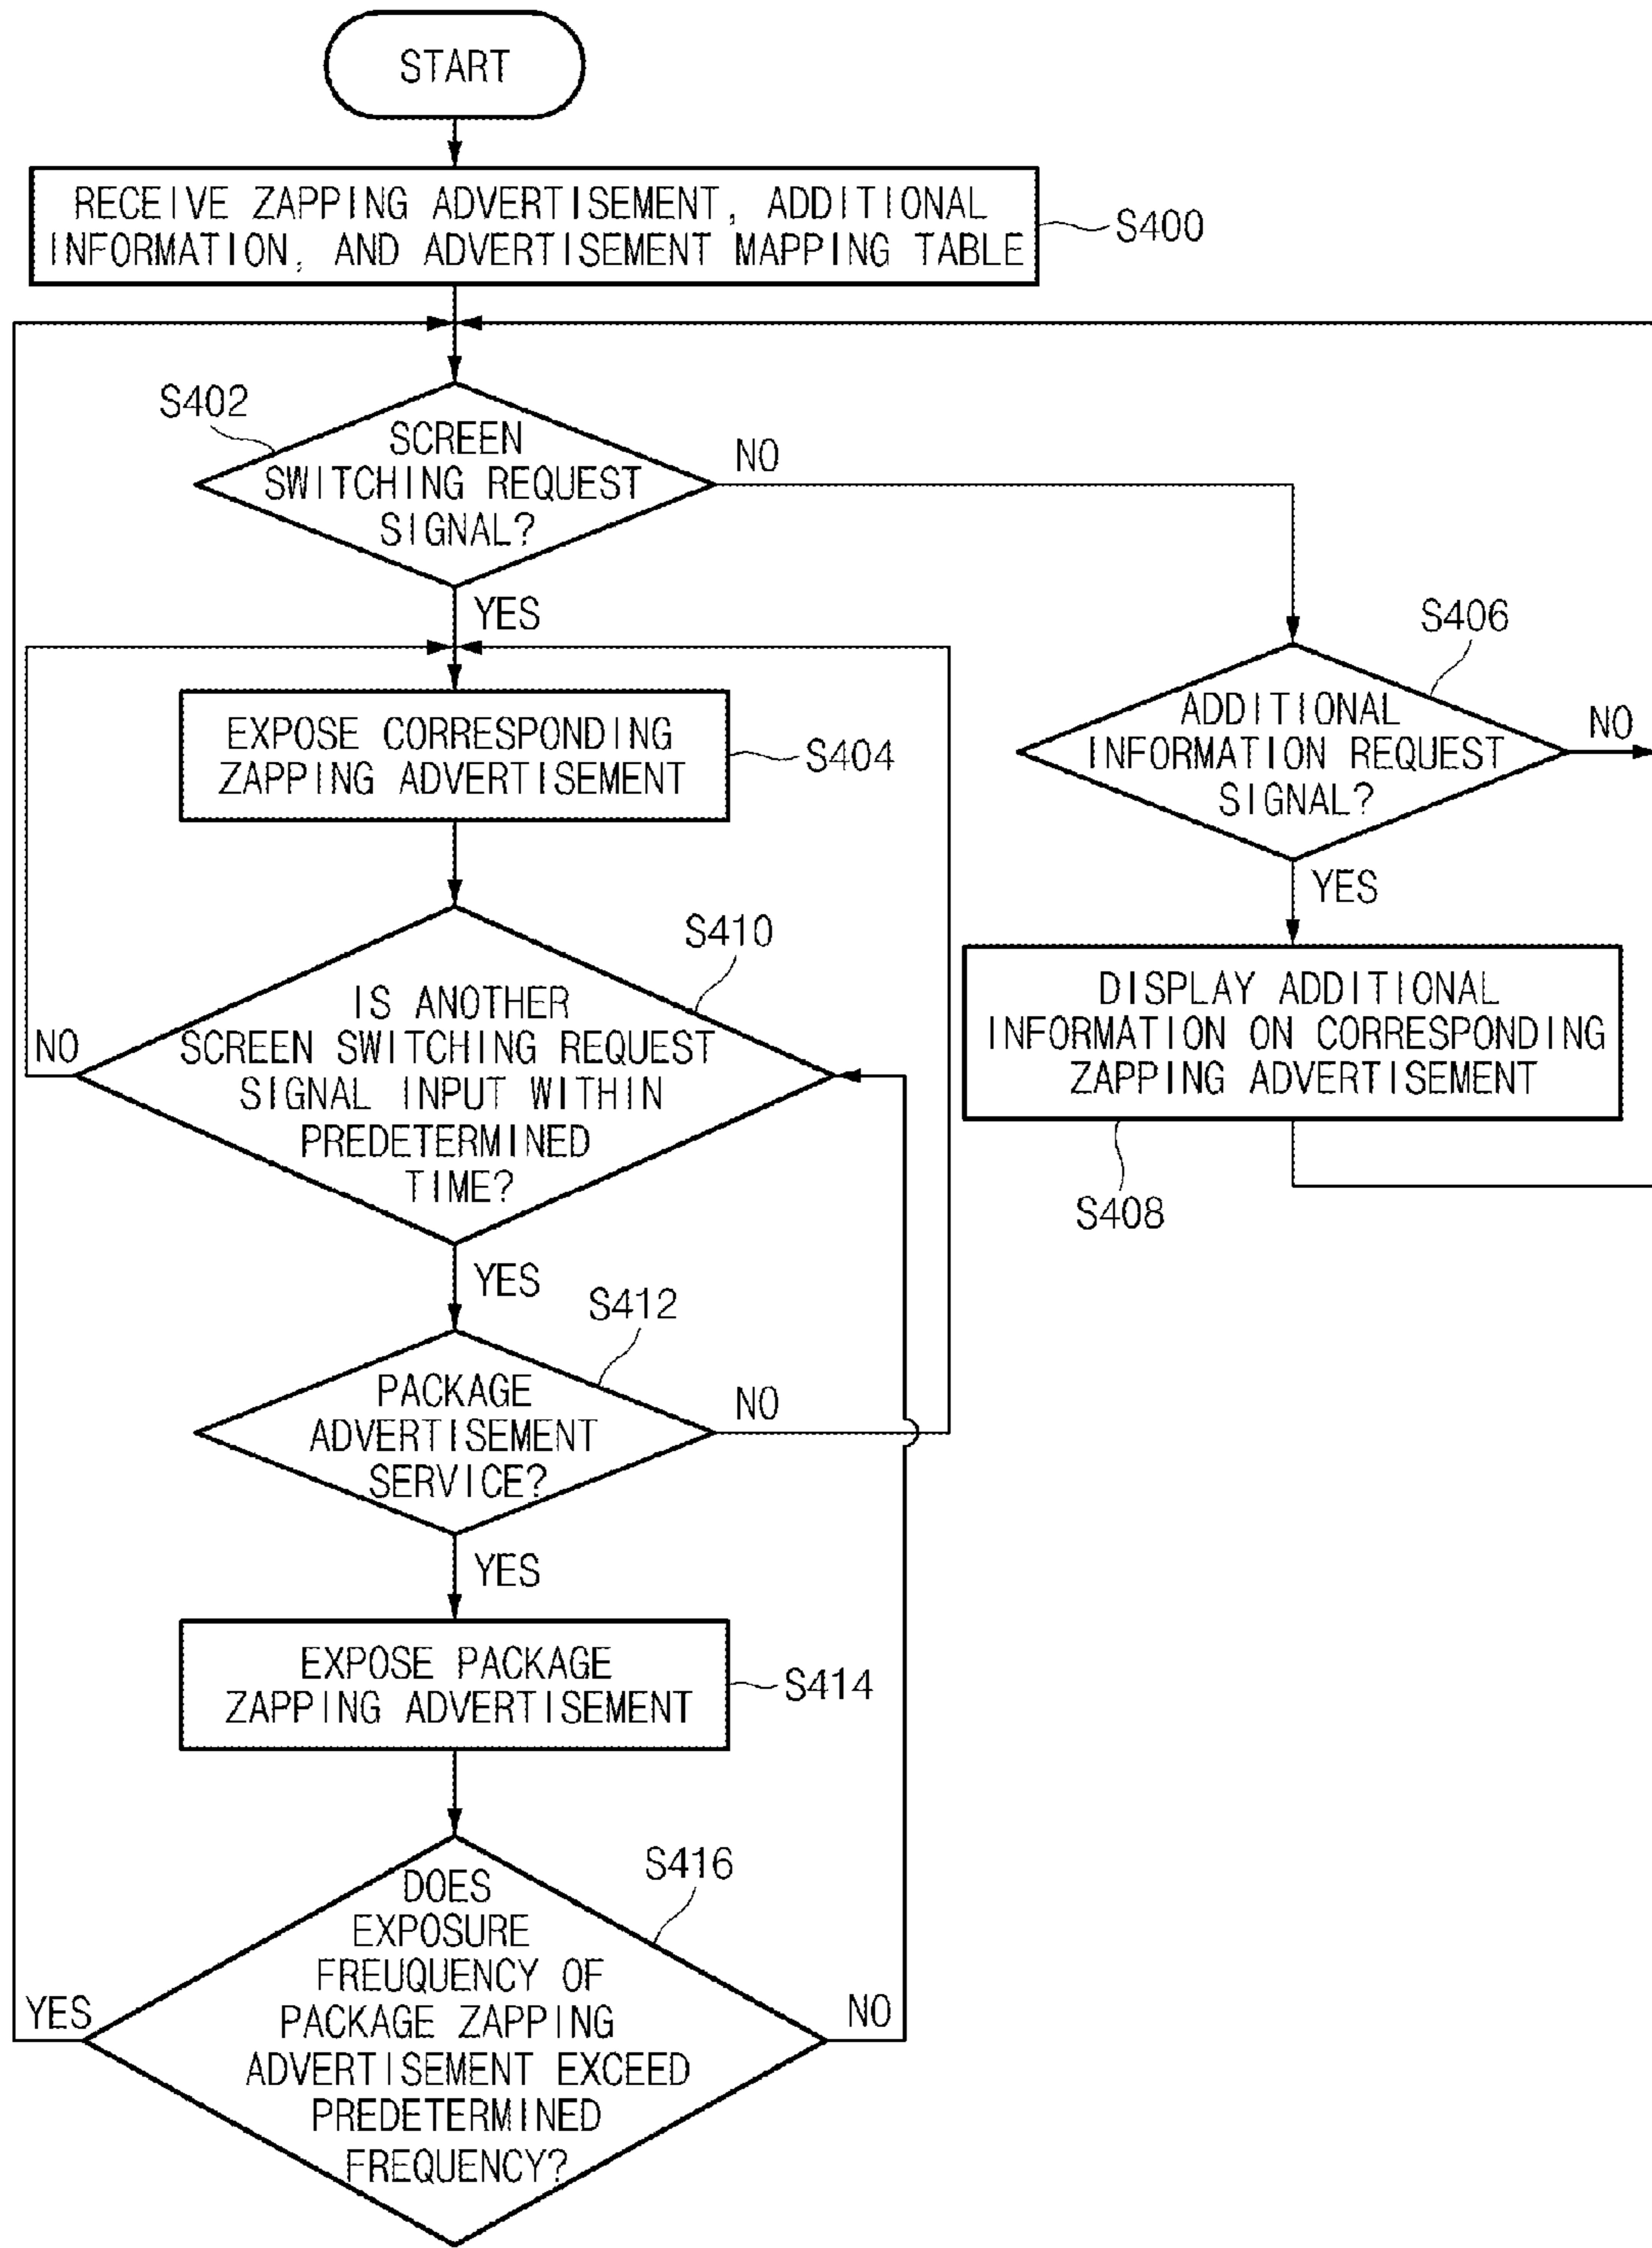 START
RECEIVE ZAPPING ADVERTISEMENT, ADDITIONAL
INFORMATION, AND ADVERTISEMENT MAPPING TABLE
S400
S402
SCREEN
SWITCHING REQUEST
SIGNAL?
NO
YES
S406
ADDITIONAL
INFORMATION REQUEST
SIGNAL?
NO
YES
EXPOSE CORRESPONDING
ZAPPING ADVERTISEMENT
S404
S410
IS ANOTHER
SCREEN SWITCHING REQUEST
SIGNAL INPUT WITHIN
PREDETERMINED
TIME?
NO
YES
DISPLAY ADDITIONAL
INFORMATION ON CORRESPONDING
ZAPPING ADVERTISEMENT
S408
S412
PACKAGE
ADVERTISEMENT
SERVICE?
NO
YES
EXPOSE PACKAGE
ZAPPING ADVERTISEMENT
S414
S416
DOES
EXPOSURE
FREUQUENCY OF
PACKAGE ZAPPING
ADVERTISEMENT EXCEED
PREDETERMINED
FREQUENCY?
YES
NO